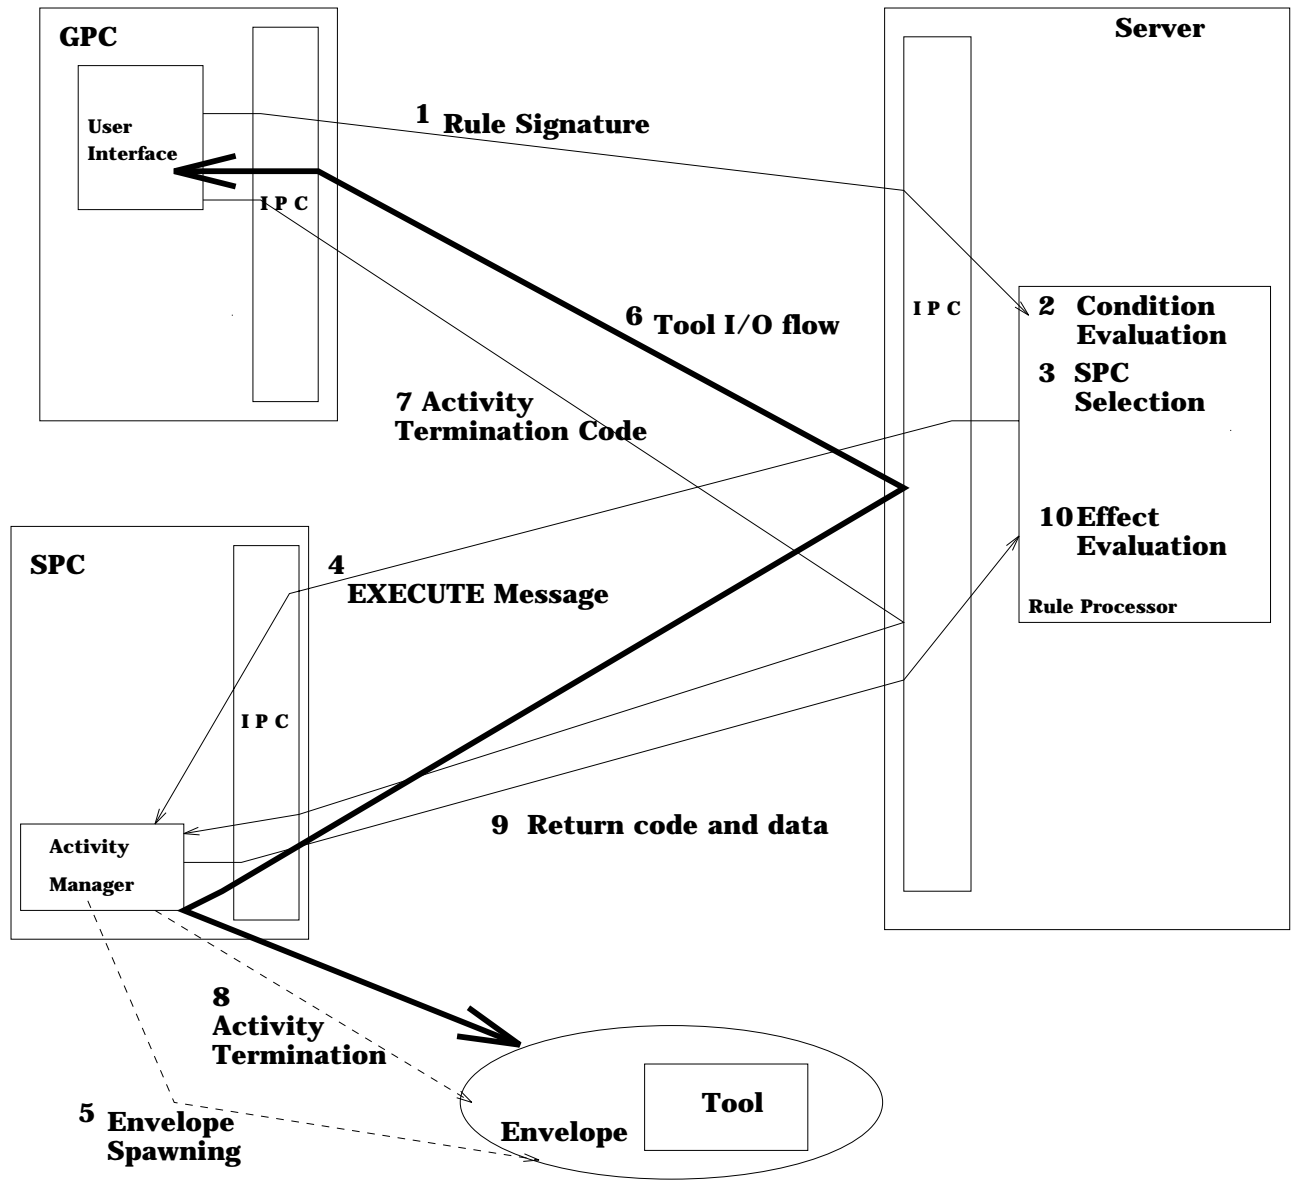 GPC
Server
User
Interface
I P C
1 Rule Signature
6 Tool I/O flow
7 Activity
Termination Code
I P C
2 Condition
Evaluation
3 SPC
Selection
10 Effect
Evaluation
Rule Processor
SPC
4
EXECUTE Message
I P C
Activity
Manager
9 Return code and data
8
Activity
Termination
5 Envelope
Spawning
Envelope
Tool